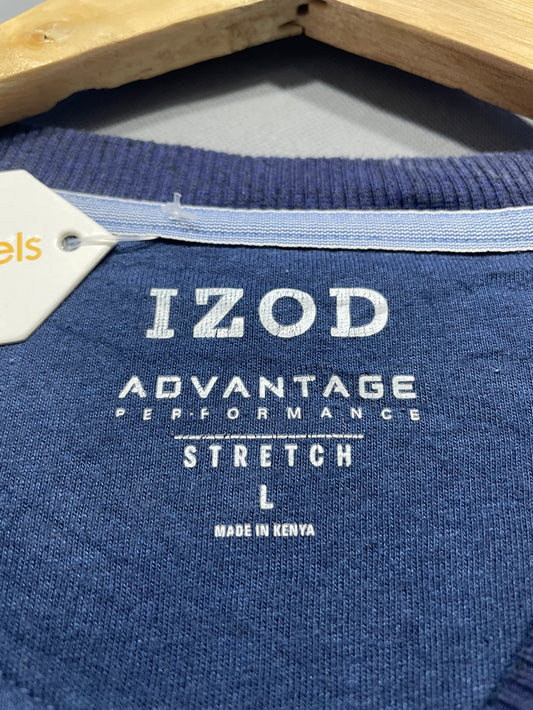 els
IZOD
ADVANTAGE
PERFORMANCE
STRETCH
L
MADE IN KENYA